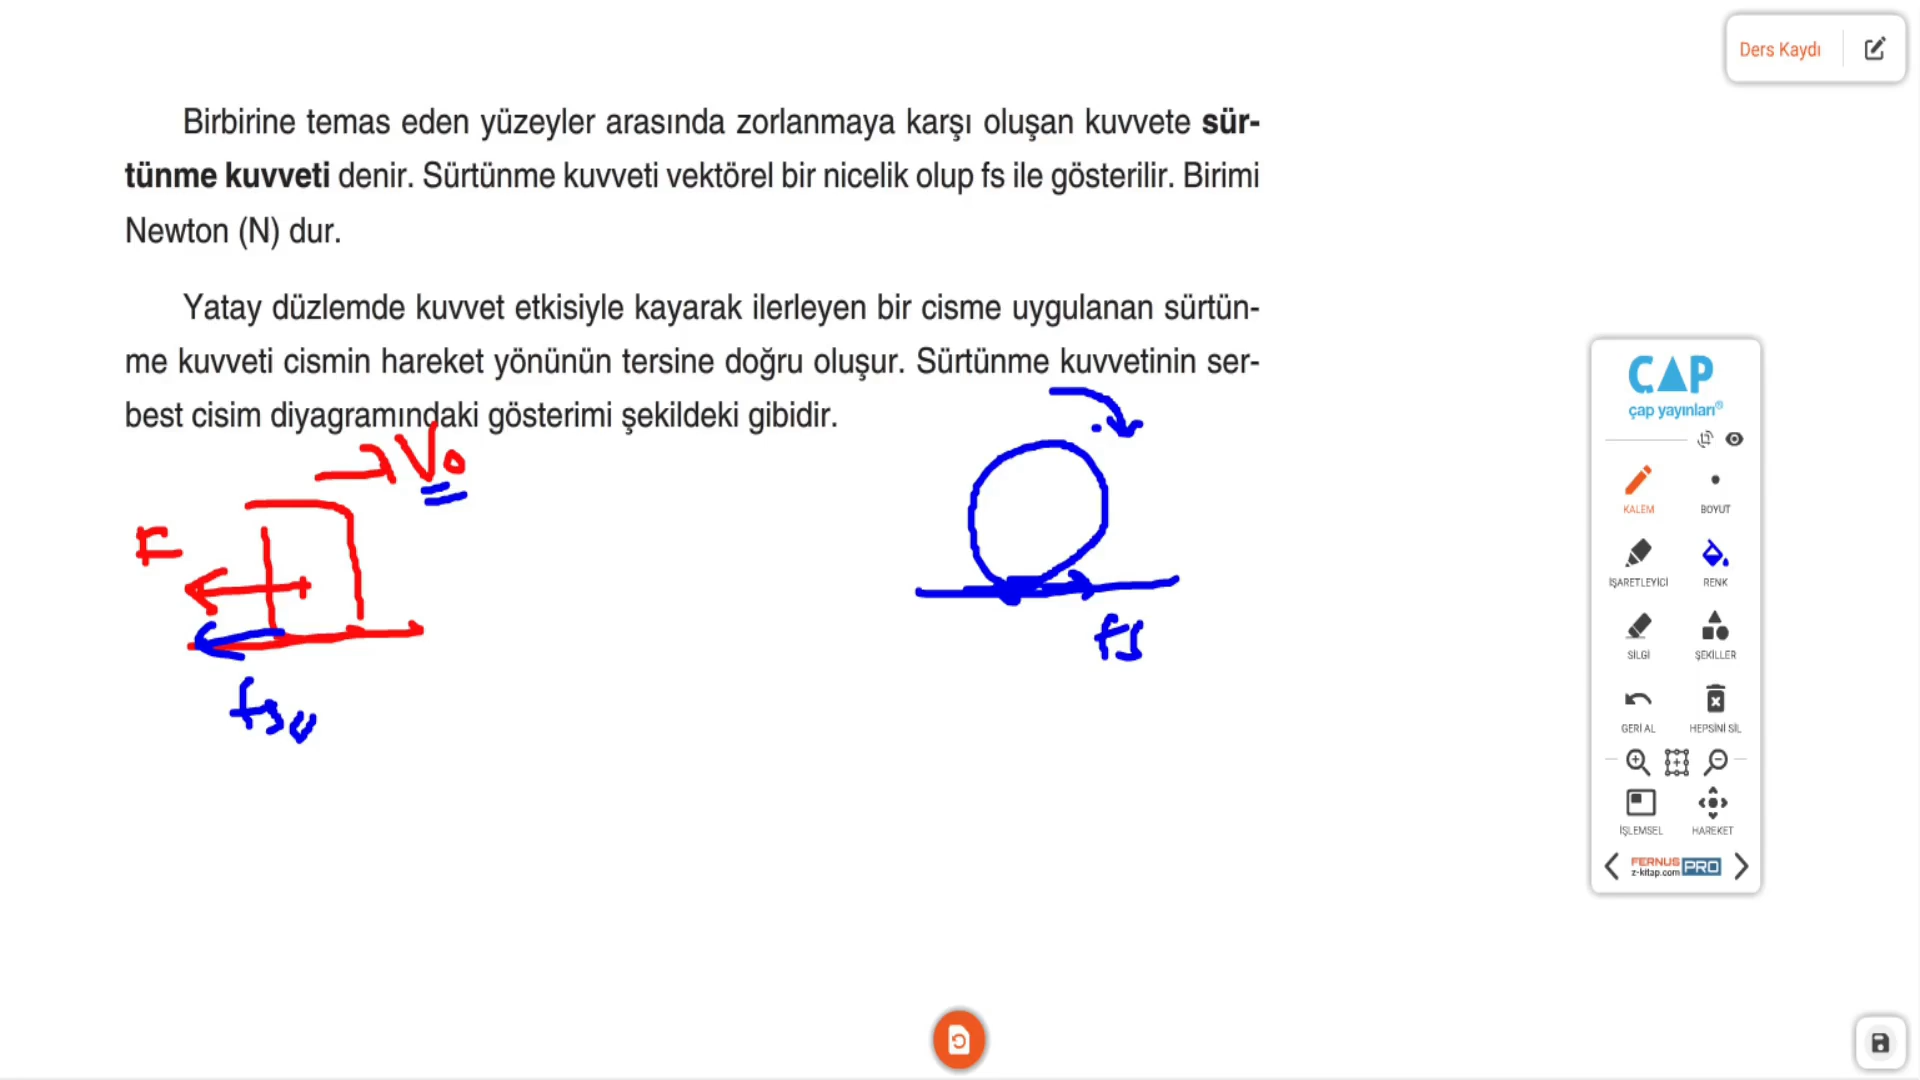 Ders Kaydı
Birbirine temas eden yüzeyler arasında zorlanmaya karşı oluşan kuvvete sür-
tünme kuvveti denir. Sürtünme kuvveti vektörel bir nicelik olup fs ile gösterilir. Birimi
Newton (N) dur.
Yatay düzlemde kuvvet etkisiyle kayarak ilerleyen bir cisme uygulanan sürtün-
me kuvveti cismin hareket yönünün tersine doğru oluşur. Sürtünme kuvvetinin ser-
best cisim diyagramındaki gösterimi şekildeki gibidir.
V₀
F
fs
fs
ÇAP
çap yayınları®
KALEM
BOYUT
İŞARETLEYİCİ
RENK
SİLGİ
ŞEKİLLER
GERİ AL
HEPSİNİ SİL
İŞLEMSEL
HAREKET
FERNUS
z-kitap.com PRO